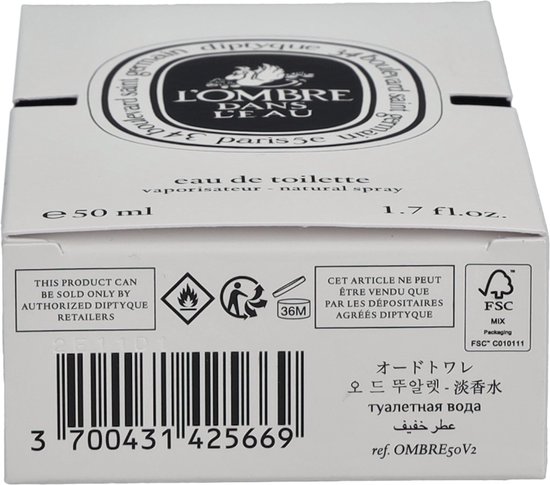 diptyque 34 boulevard saint germain paris5e 34 boulevard saint germain
L'OMBRE
DANS
L'EAU
eau de toilette
vaporisateur - natural spray
℮ 50 ml
1.7 fl.oz.
THIS PRODUCT CAN
BE SOLD ONLY BY
AUTHORIZED DIPTYQUE
RETAILERS
36M
CET ARTICLE NE PEUT
ÊTRE VENDU QUE
PAR LES DÉPOSITAIRES
AGRÉÉS DIPTYQUE
FSC
MIX
Packaging
FSC™ C010111
3 700431 425669
オードトワレ
오 드 뚜알렛 - 淡香水
туалетная вода
عطر خفيف
ref. OMBRE50V2